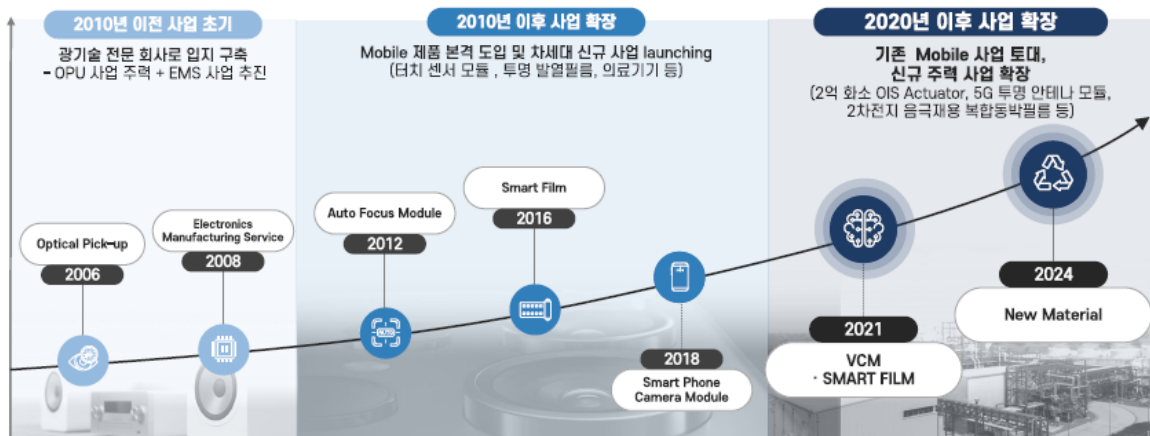 2010년 이전 사업 초기
광기술 전문 회사로 입지 구축
- OPU 사업 주력 + EMS 사업 추진
Optical Pick-up
2006
Electronics
Manufacturing Service
2008
2010년 이후 사업 확장
Mobile 제품 본격 도입 및 차세대 신규 사업 launching
(터치 센서 모듈 , 투명 발열필름, 의료기기 등)
Auto Focus Module
2012
AUTO
Smart Film
2016
2018
Smart Phone
Camera Module
2020년 이후 사업 확장
기존 Mobile 사업 토대,
신규 주력 사업 확장
(2억 화소 OIS Actuator, 5G 투명 안테나 모듈,
2차전지 음극재용 복합동박필름 등)
2021
VCM
· SMART FILM
2024
New Material